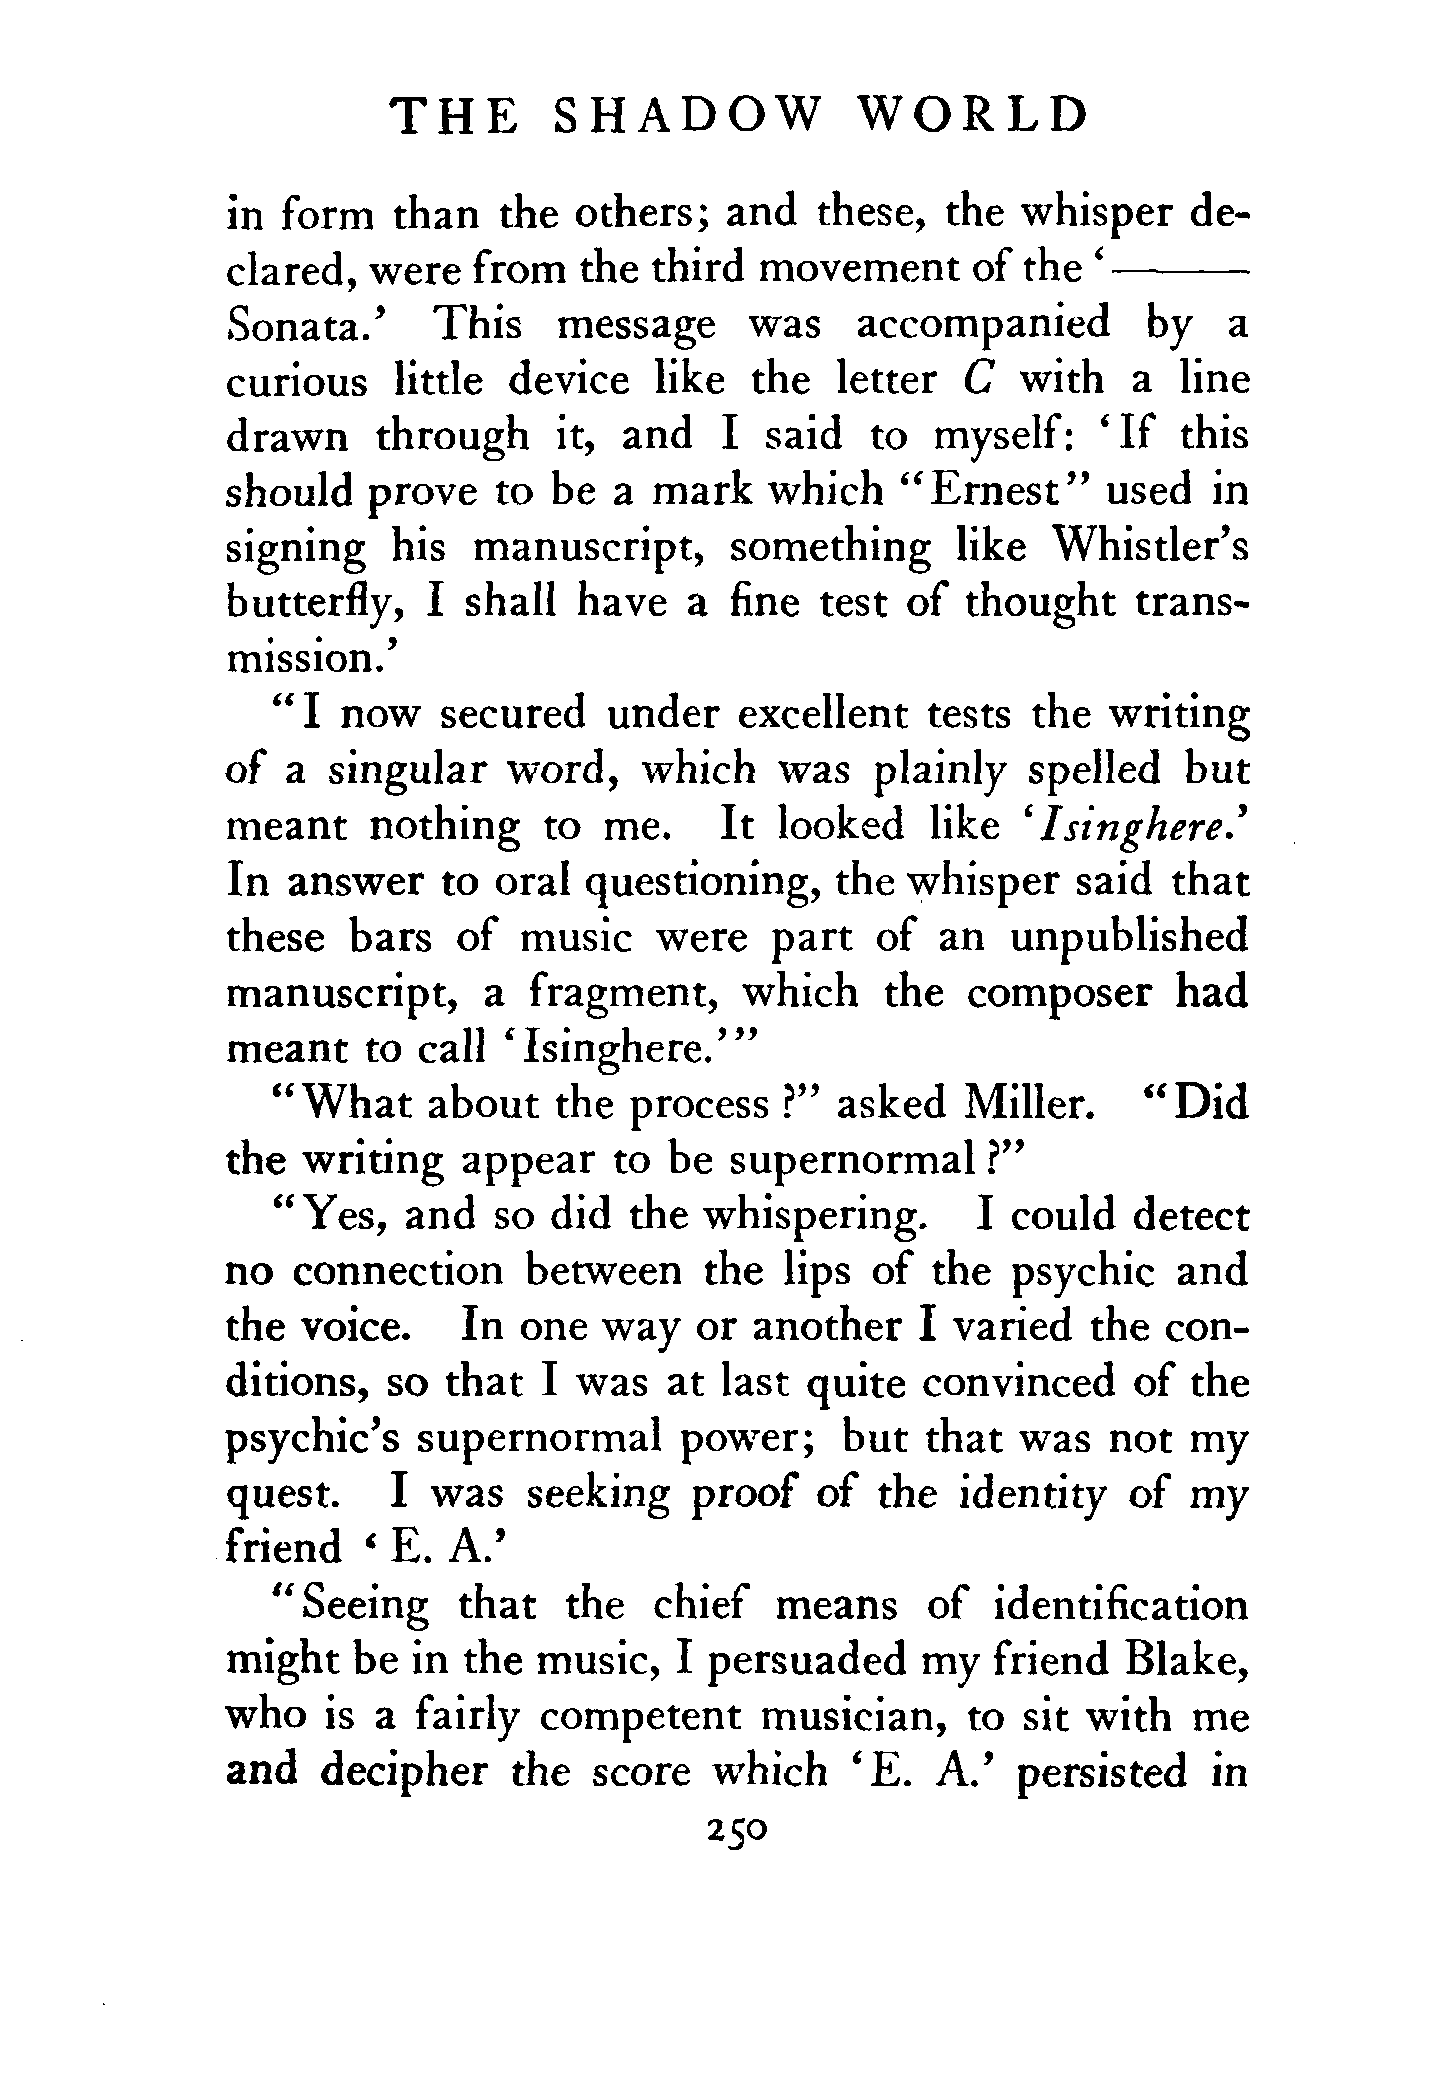 THE SHADOW WORLD
in form than the others; and these, the whisper de-
clared, were from the third movement of the ‘———
Sonata.’ This message was accompanied by a
curious little device like the letter C with a line
drawn through it, and I said to myself: ‘If this
should prove to be a mark which “Ernest” used in
signing his manuscript, something like Whistler’s
butterfly, I shall have a fine test of thought trans-
mission.’
“I now secured under excellent tests the writing
of a singular word, which was plainly spelled but
meant nothing to me. It looked like ‘Isinghere.’
In answer to oral questioning, the whisper said that
these bars of music were part of an unpublished
manuscript, a fragment, which the composer had
meant to call ‘Isinghere.’”
“What about the process?” asked Miller. “Did
the writing appear to be supernormal?”
“Yes, and so did the whispering. I could detect
no connection between the lips of the psychic and
the voice. In one way or another I varied the con-
ditions, so that I was at last quite convinced of the
psychic’s supernormal power; but that was not my
quest. I was seeking proof of the identity of my
friend ‘E. A.’
“Seeing that the chief means of identification
might be in the music, I persuaded my friend Blake,
who is a fairly competent musician, to sit with me
and decipher the score which ‘E. A.’ persisted in
250